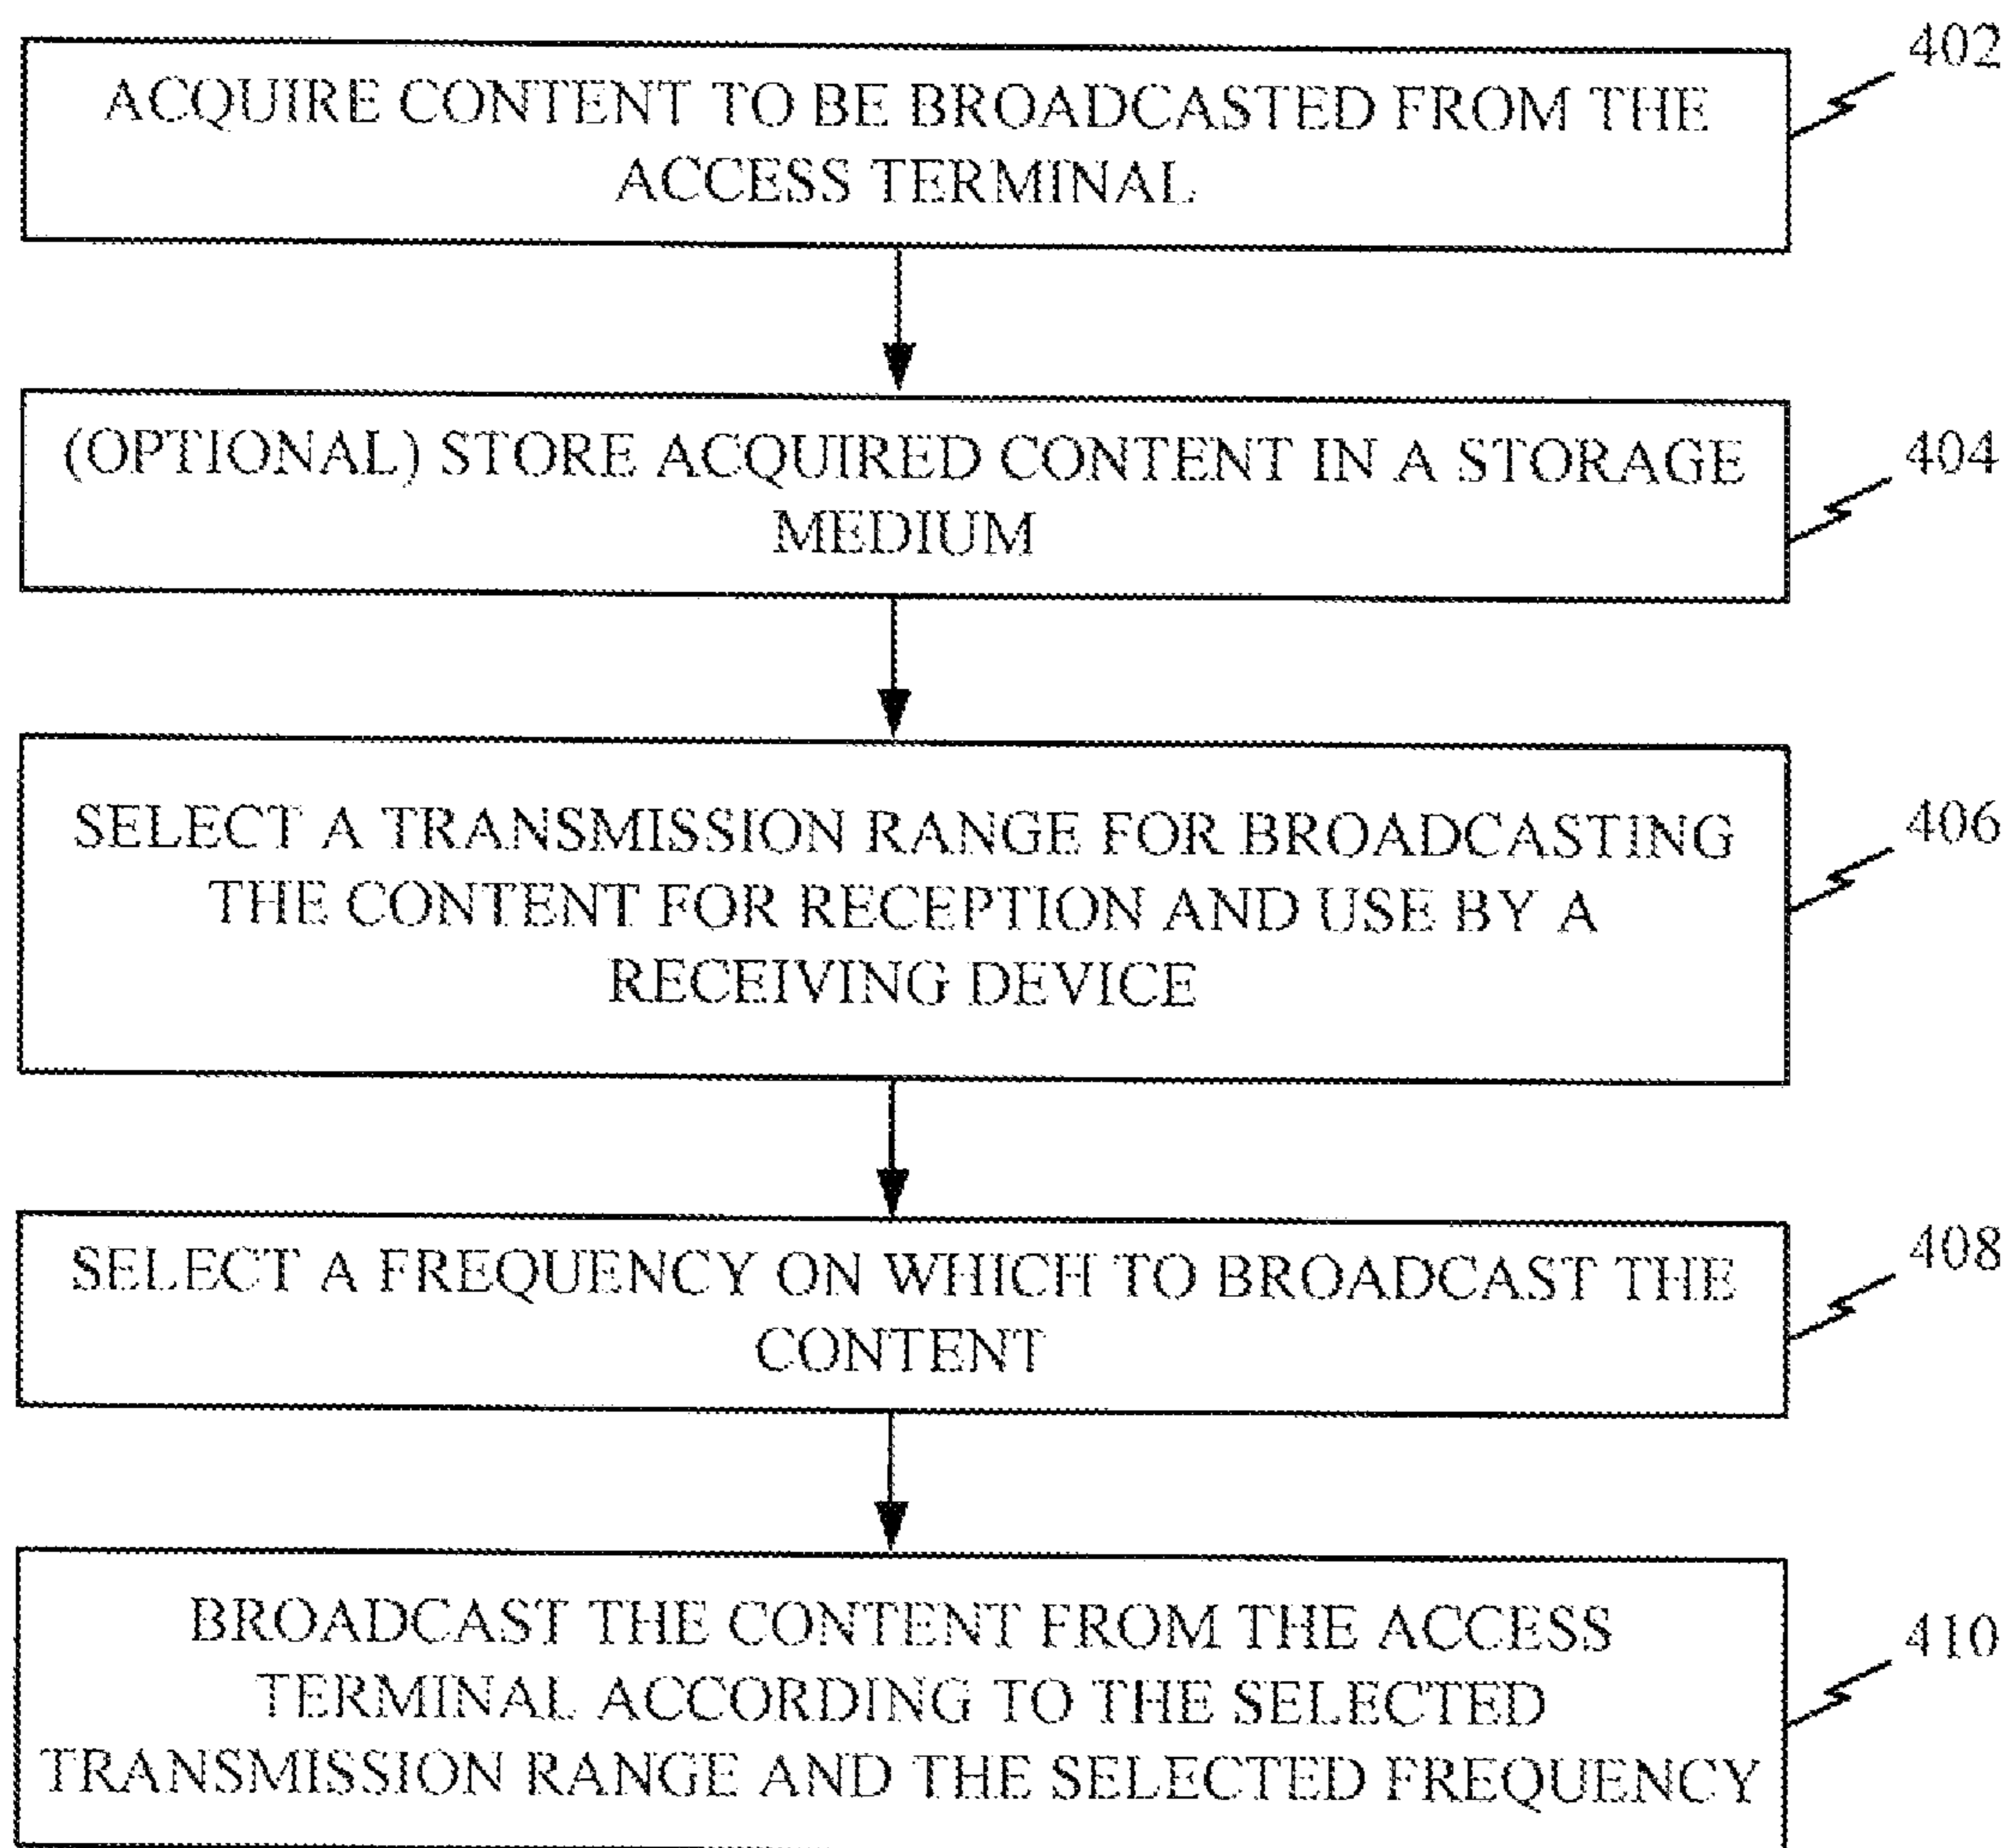 402
ACQUIRE CONTENT TO BE BROADCASTED FROM THE
ACCESS TERMINAL
404
(OPTIONAL) STORE ACQUIRED CONTENT IN A STORAGE
MEDIUM
406
SELECT A TRANSMISSION RANGE FOR BROADCASTING
THE CONTENT FOR RECEPTION AND USE BY A
RECEIVING DEVICE
408
SELECT A FREQUENCY ON WHICH TO BROADCAST THE
CONTENT
410
BROADCAST THE CONTENT FROM THE ACCESS
TERMINAL ACCORDING TO THE SELECTED
TRANSMISSION RANGE AND THE SELECTED FREQUENCY